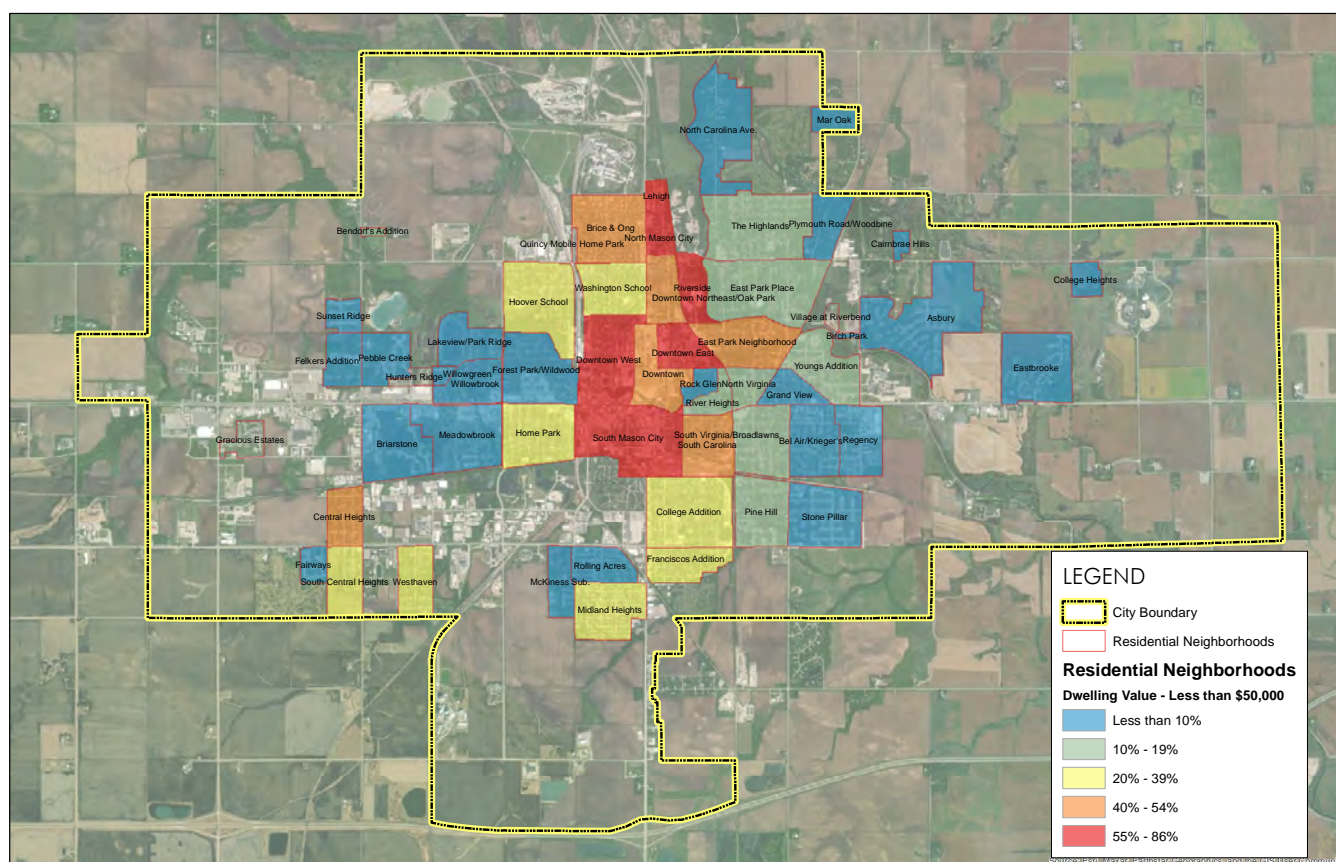 North Carolina Ave.
Mar Oak
Lehigh
Bendorf's Addition
Brice & Ong
Quincy Mobile Home Park
North Mason City
The Highlands
Plymouth Road/Woodbine
Cairnbrae Hills
College Heights
Hoover School
Washington School
Riverside
East Park Place
Downtown Northeast/Oak Park
Sunset Ridge
Village at Riverbend
Asbury
Birch Park
Lakeview/Park Ridge
East Park Neighborhood
Felkers Addition
Pebble Creek
Downtown West
Downtown East
Hunters Ridge
Willowgreen
Willowbrook
Forest Park/Wildwood
Downtown
Youngs Addition
Eastbrooke
Rock Glen
North Virginia
Grand View
River Heights
Gracious Estates
Briarstone
Meadowbrook
Home Park
South Mason City
South Virginia/
South Carolina
Broadlawns
Bel Air/Krieger's
Regency
Central Heights
College Addition
Pine Hill
Stone Pillar
Fairways
South Central Heights
Westhaven
McKiness Sub.
Rolling Acres
Franciscos Addition
Midland Heights
LEGEND
City Boundary
Residential Neighborhoods
Residential Neighborhoods
Dwelling Value - Less than $50,000
Less than 10%
10% - 19%
20% - 39%
40% - 54%
55% - 86%